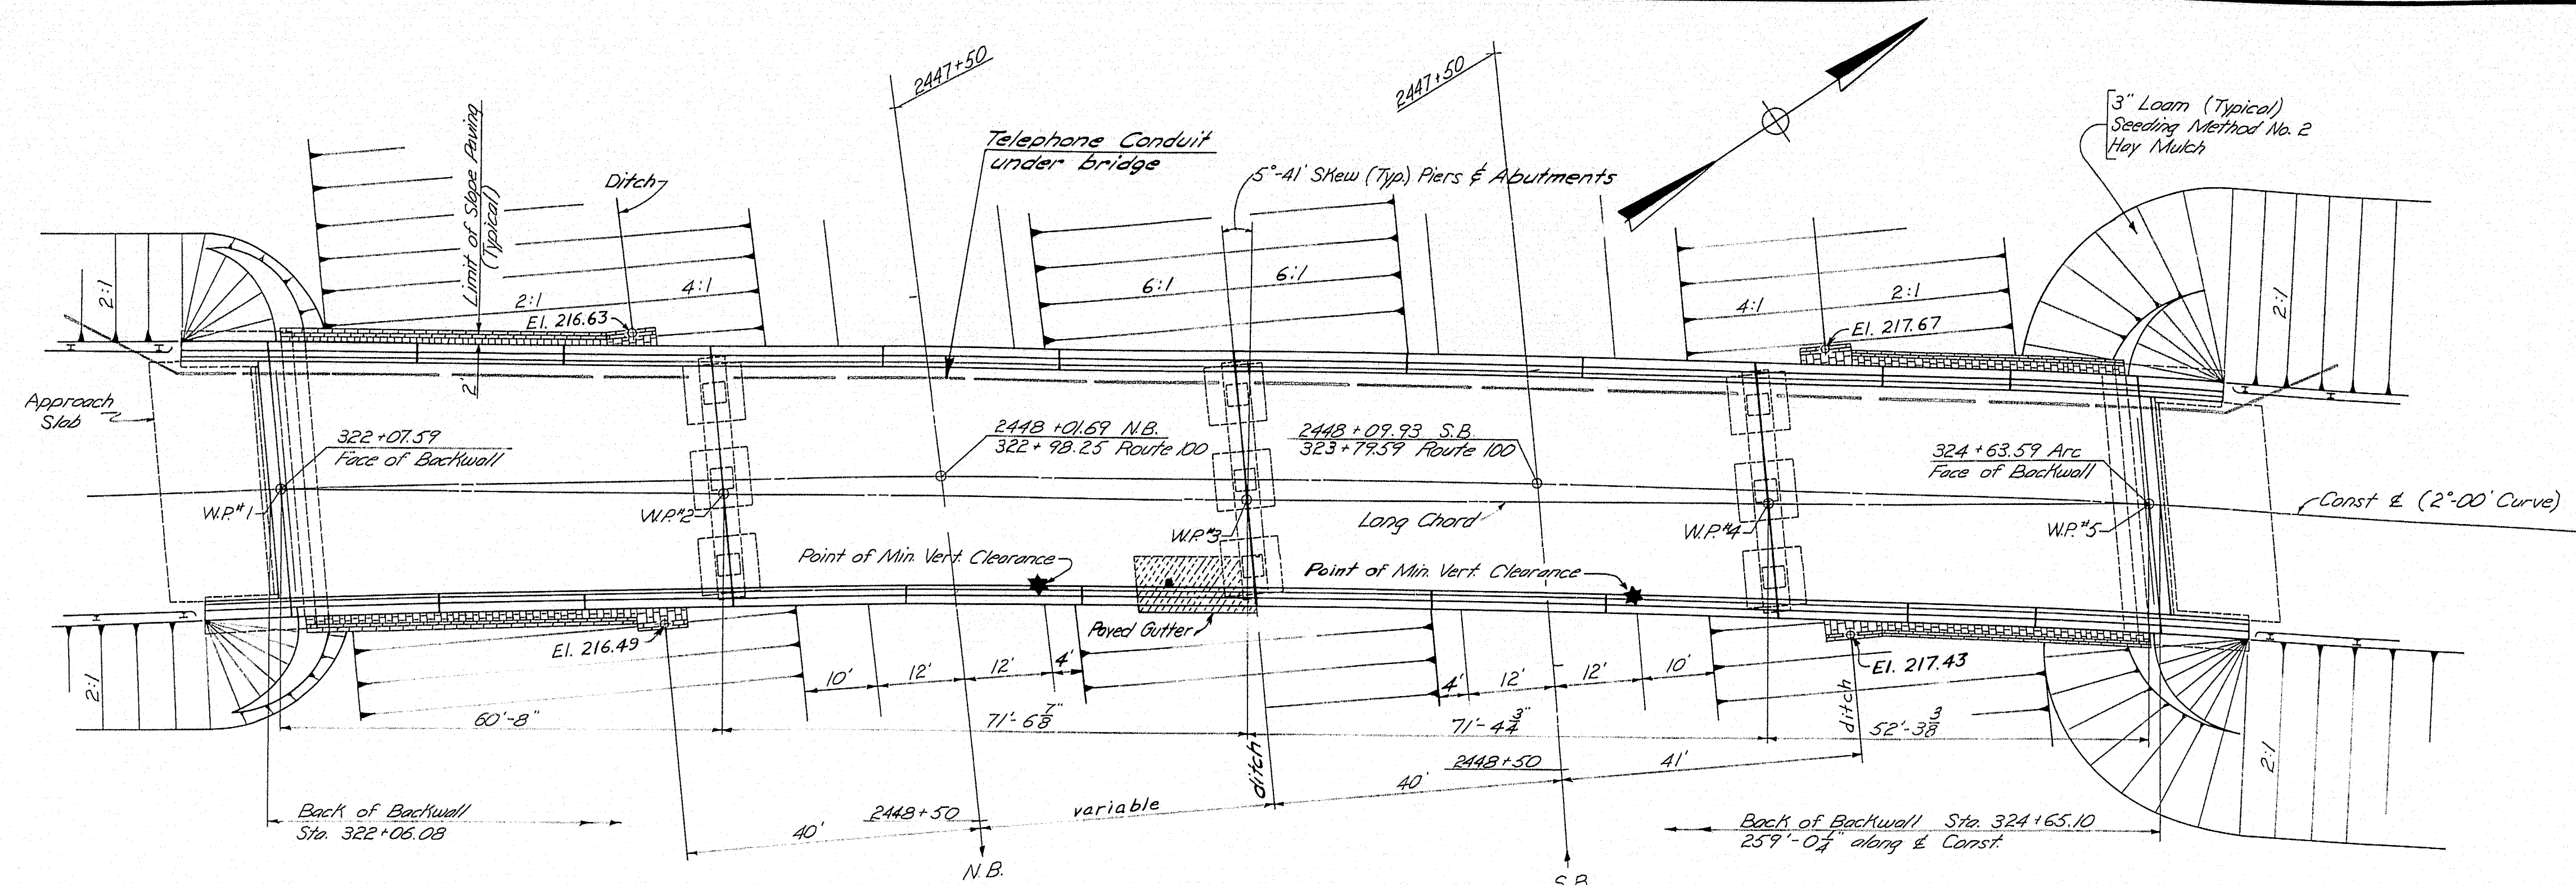 2447+50
2447+50
3" Loam (Typical)
Seeding Method No. 2
Hay Mulch
Telephone Conduit
under bridge
5°-41' Skew (Typ.) Piers & Abutments
Limit of Slope Paving
(Typical)
Ditch
2:1
2:1
4:1
El. 216.63
6:1
6:1
4:1
2:1
El. 217.67
2:1
2'
Approach
Slab
322+07.59
Face of Backwall
2448+01.69 N.B.
322+98.25 Route 100
2448+09.93 S.B.
323+79.59 Route 100
324+63.59 Arc
Face of Backwall
W.P.#1
W.P.#2
W.P.#3
Long Chord
W.P.#4
W.P.#5
Const ℄ (2°-00' Curve)
Point of Min. Vert. Clearance
Point of Min. Vert. Clearance
Paved Gutter
El. 216.49
El. 217.43
2:1
10'
12'
12'
4'
4'
12'
12'
10'
ditch
60'-8"
71'-6 7/8"
71'-4 3/4"
52'-3 3/8
2:1
ditch
2448+50
41'
40'
Back of Backwall
Sta. 322+06.08
40'
2448+50
variable
Back of Backwall Sta. 324+65.10
259'-0 1/4" along ℄ Const.
N.B.
S.B.